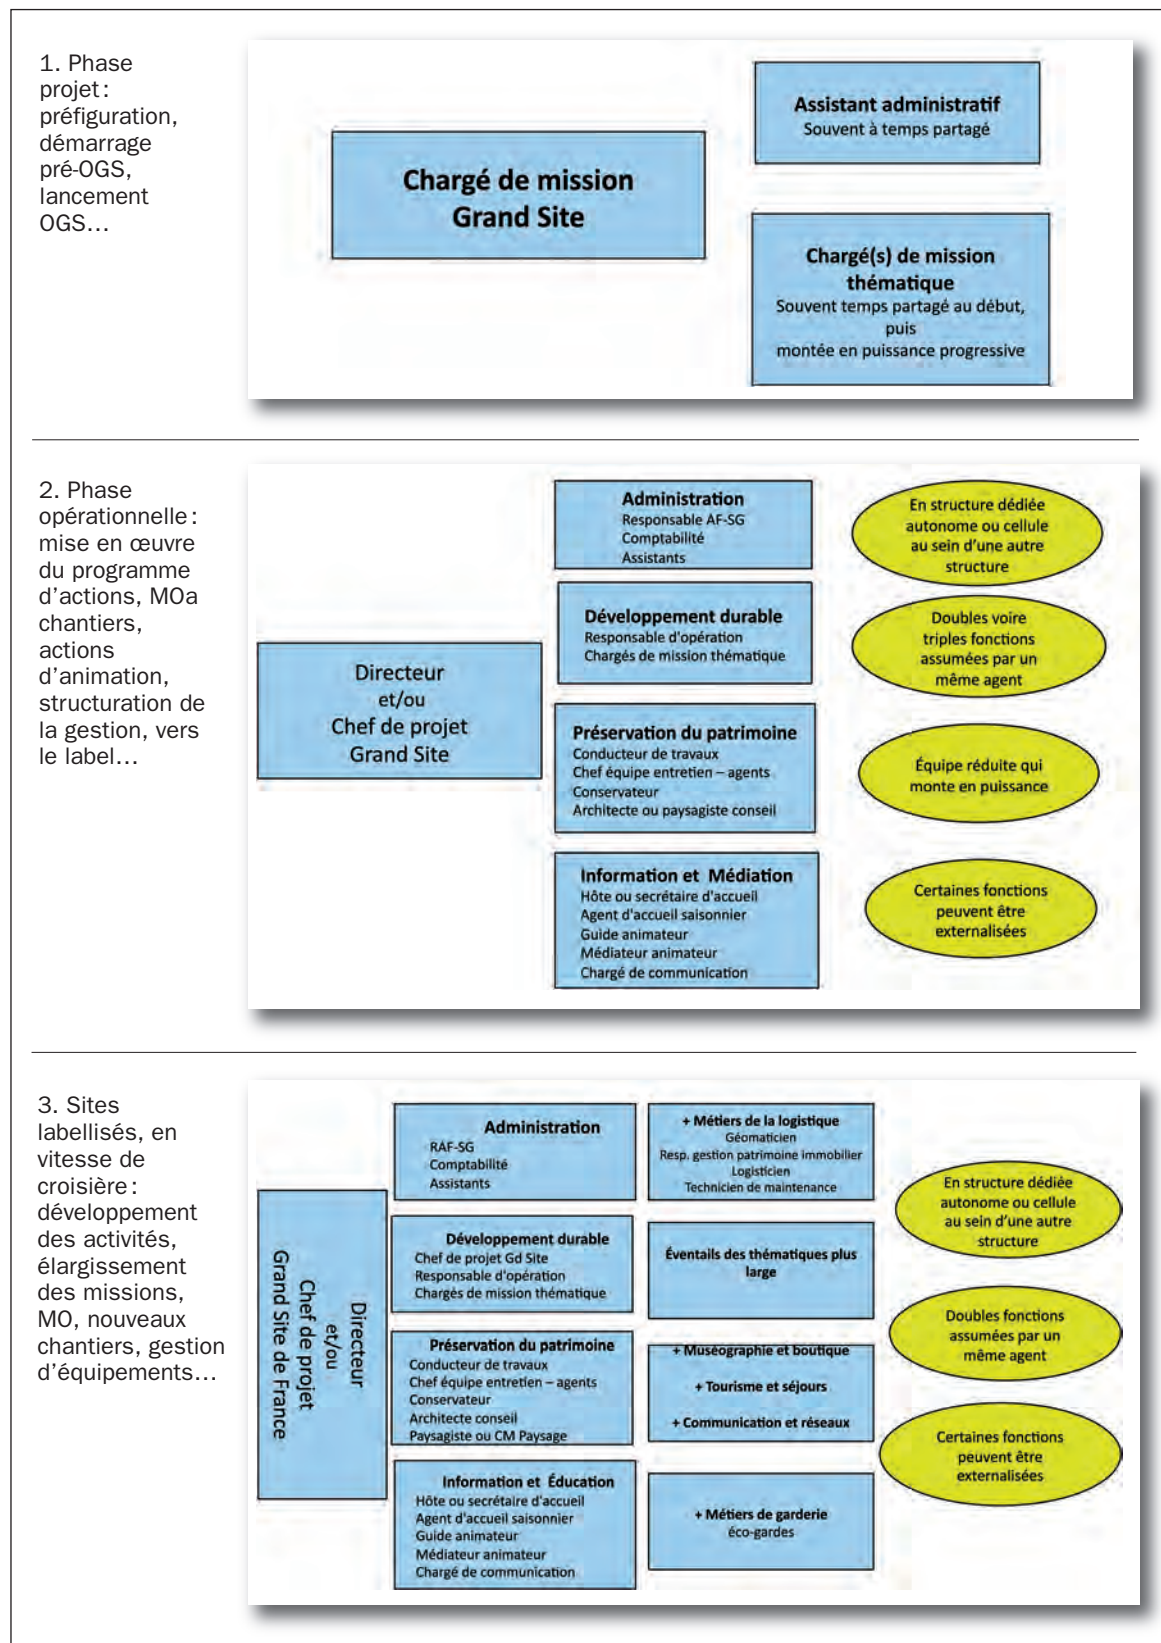 1. Phase
projet :
préfiguration,
démarrage
pré-OGS,
lancement
OGS…
Chargé de mission
Grand Site
Assistant administratif
Souvent à temps partagé
Chargé(s) de mission
thématique
Souvent temps partagé au début,
puis
montée en puissance progressive
2. Phase
opérationnelle :
mise en œuvre
du programme
d’actions, MOa
chantiers,
actions
d’animation,
structuration de
la gestion, vers
le label…
Directeur
et/ou
Chef de projet
Grand Site
Administration
Responsable AF-SG
Comptabilité
Assistants
Développement durable
Responsable d'opération
Chargés de mission thématique
Préservation du patrimoine
Conducteur de travaux
Chef équipe entretien – agents
Conservateur
Architecte ou paysagiste conseil
Information et Médiation
Hôte ou secrétaire d'accueil
Agent d'accueil saisonnier
Guide animateur
Médiateur animateur
Chargé de communication
En structure dédiée
autonome ou cellule
au sein d’une autre
structure
Doubles voire
triples fonctions
assumées par un
même agent
Équipe réduite qui
monte en puissance
Certaines fonctions
peuvent être
externalisées
3. Sites
labellisés, en
vitesse de
croisière :
développement
des activités,
élargissement
des missions,
MO, nouveaux
chantiers, gestion
d’équipements…
Directeur
et/ou
Chef de projet
Grand Site de France
Administration
RAF-SG
Comptabilité
Assistants
Développement durable
Chef de projet Gd Site
Responsable d'opération
Chargés de mission thématique
Préservation du patrimoine
Conducteur de travaux
Chef équipe entretien – agents
Conservateur
Architecte conseil
Paysagiste ou CM Paysage
Information et Éducation
Hôte ou secrétaire d'accueil
Agent d'accueil saisonnier
Guide animateur
Médiateur animateur
Chargé de communication
+ Métiers de la logistique
Géomaticien
Resp. gestion patrimoine immobilier
Logisticien
Technicien de maintenance
Éventails des thématiques plus
large
+ Muséographie et boutique
+ Tourisme et séjours
+ Communication et réseaux
+ Métiers de garderie
éco-gardes
En structure dédiée
autonome ou cellule
au sein d’une autre
structure
Doubles fonctions
assumées par un
même agent
Certaines fonctions
peuvent être
externalisées